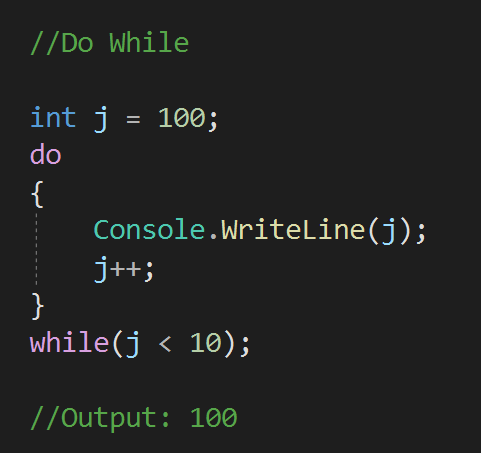 //Do While
int j = 100;
do
{
Console.WriteLine(j);
j++;
}
while(j < 10);
//Output: 100